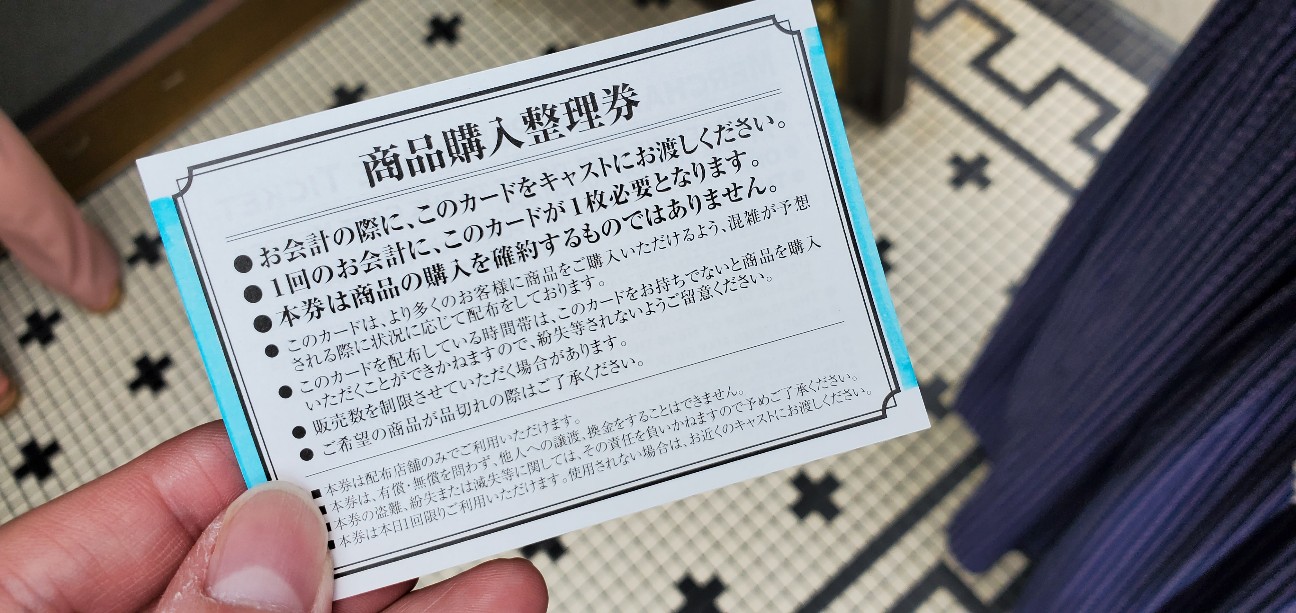 商品購入整理券
●お会計の際に、このカードをキャストにお渡しください。
●1回のお会計に、このカードが1枚必要となります。
●本券は商品の購入を確約するものではありません。
●このカードは、より多くのお客様に商品をご購入いただけるよう、混雑が予想
される際に状況に応じて配布をしております。
●このカードを配布している時間帯は、このカードをお持ちでないと商品を購入
いただくことができかねますので、紛失等されないようご留意ください。
●販売数を制限させていただく場合があります。
●ご希望の商品が品切れの際はご了承ください。
■本券は配布店舗のみでご利用いただけます。
■本券は、有償・無償を問わず、他人への譲渡、換金をすることはできません。
■本券の盗難、紛失または滅失等に関しては、その責任を負いかねますので予めご了承ください。
■本券は本日1回限りご利用いただけます。使用されない場合は、お近くのキャストにお渡しください。